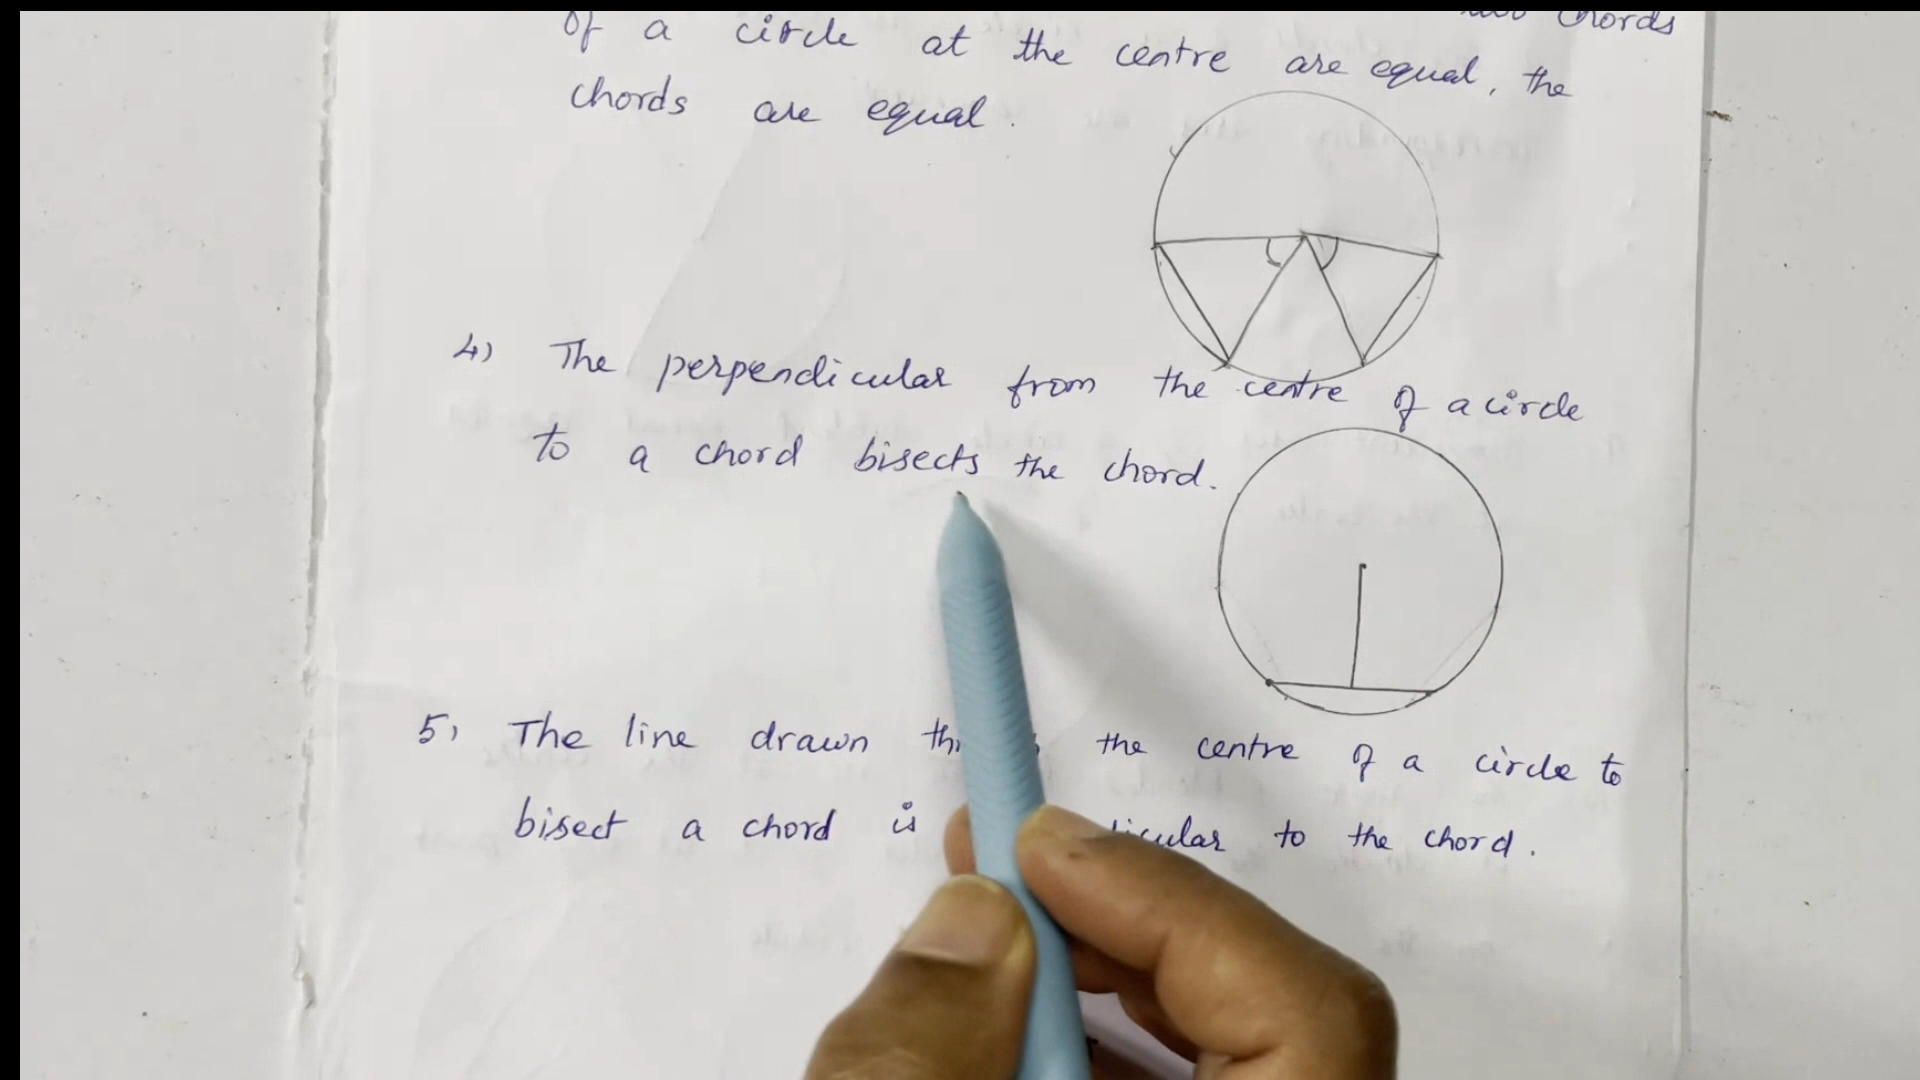 of a circle at the centre are equal, the
chords
chords are equal.
4) The perpendicular from the centre of a circle
to a chord bisects the chord.
5, The line drawn the centre of a circle to
bisect a chord is to the chord.